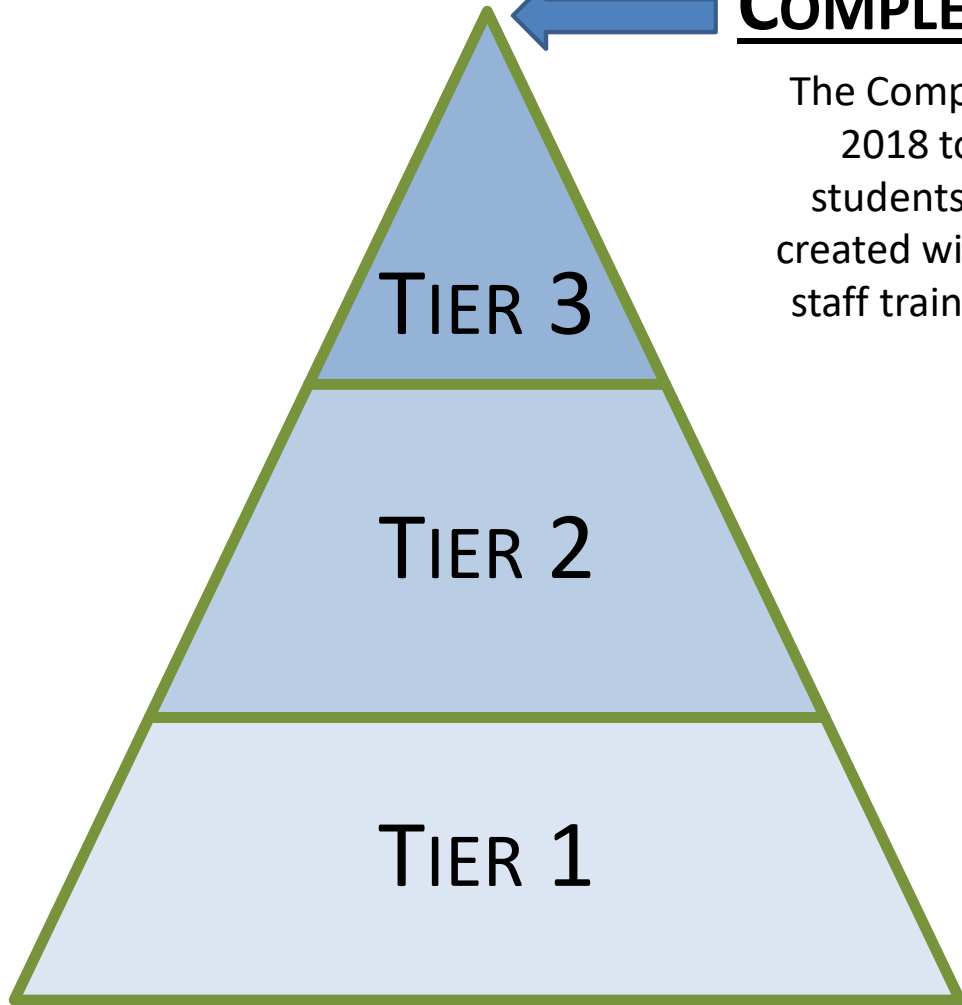 COMPLE
The Comp
2018 to
students
created wi
staff train
TIER 3
TIER 2
TIER 1